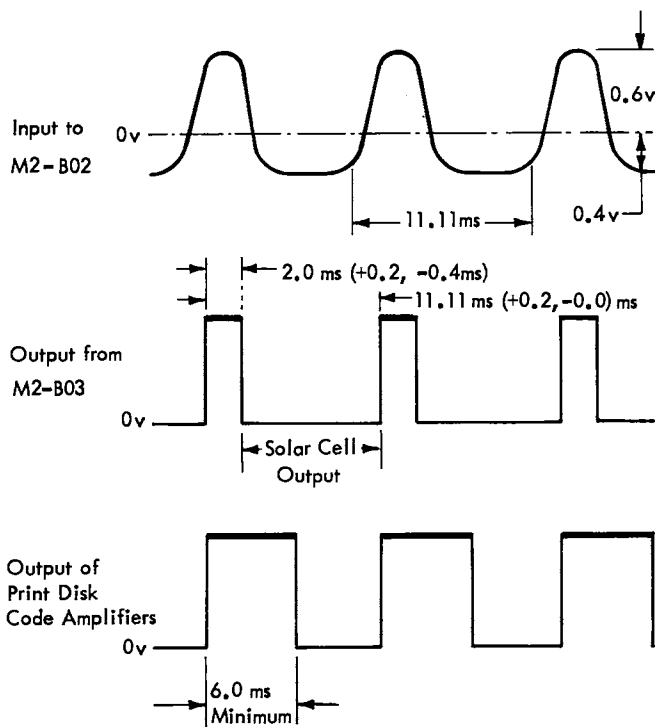 0.6v
Input to
M2-B02
0v
11.11ms
0.4v
2.0 ms (+0.2, -0.4ms)
11.11 ms (+0.2,-0.0) ms
Output from
M2-B03
0v
Solar Cell
Output
Output of
Print Disk
Code Amplifiers
0v
6.0 ms
Minimum